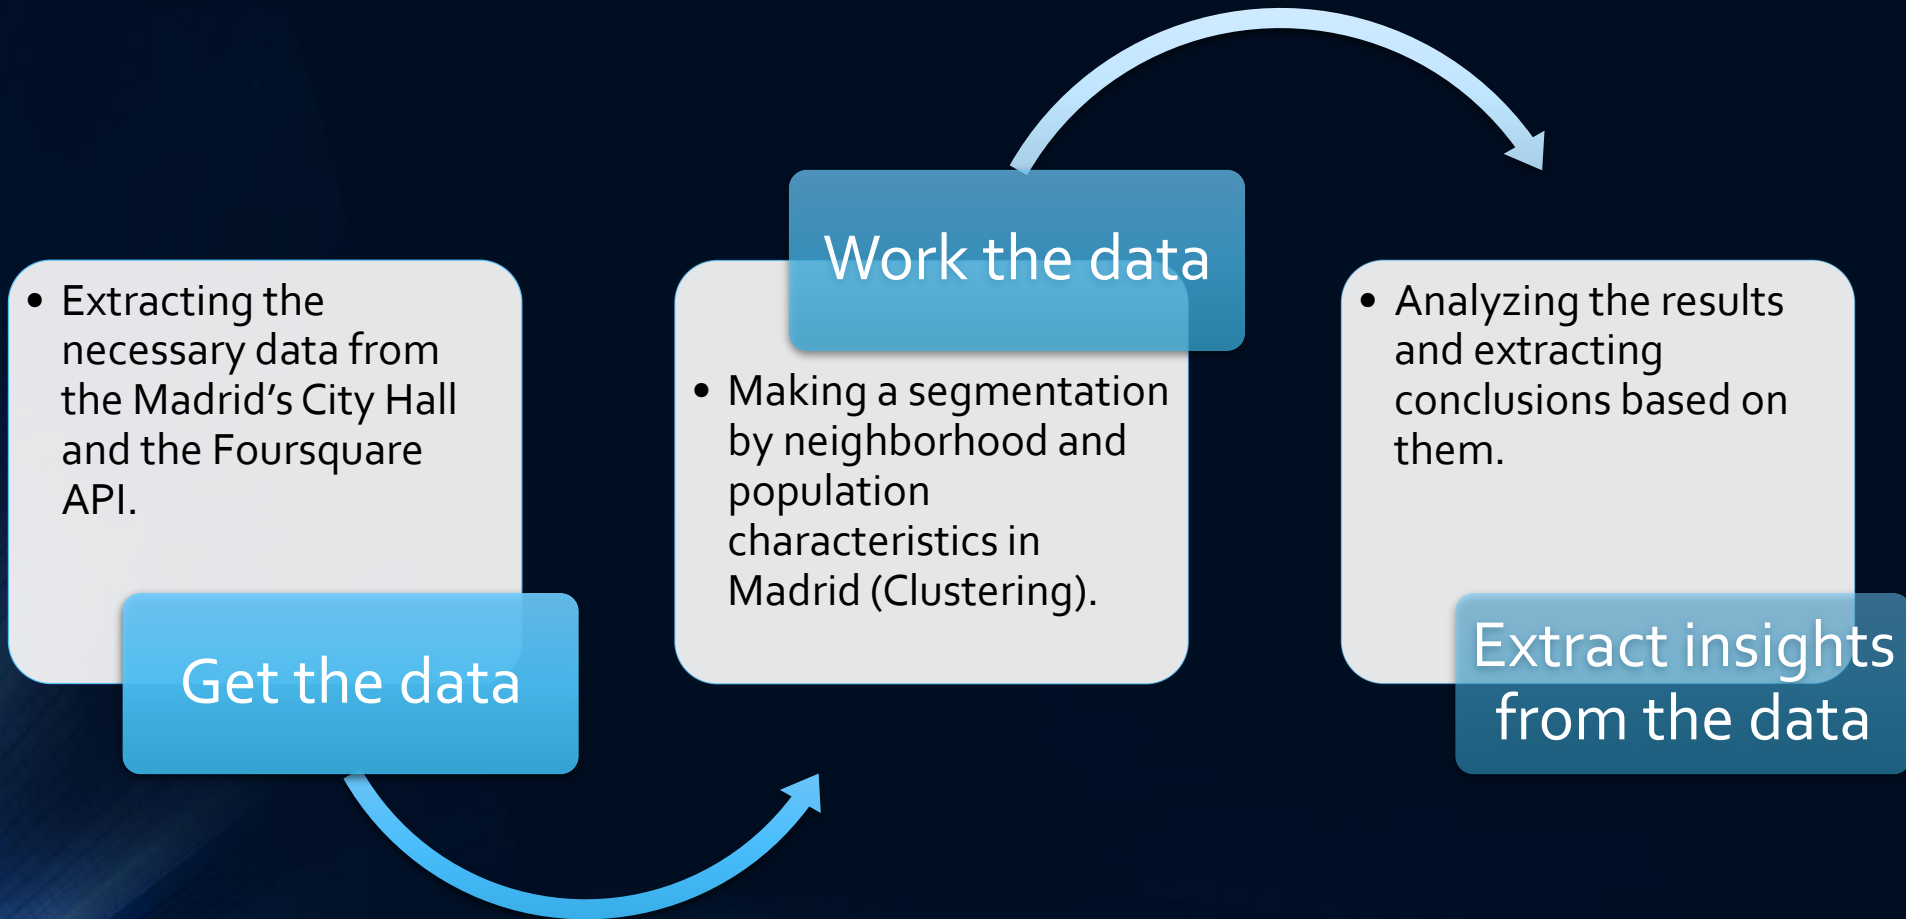 • Extracting the
necessary data from
the Madrid’s City Hall
and the Foursquare
API.
Get the data
Work the data
• Making a segmentation
by neighborhood and
population
characteristics in
Madrid (Clustering).
• Analyzing the results
and extracting
conclusions based on
them.
Extract insights
from the data